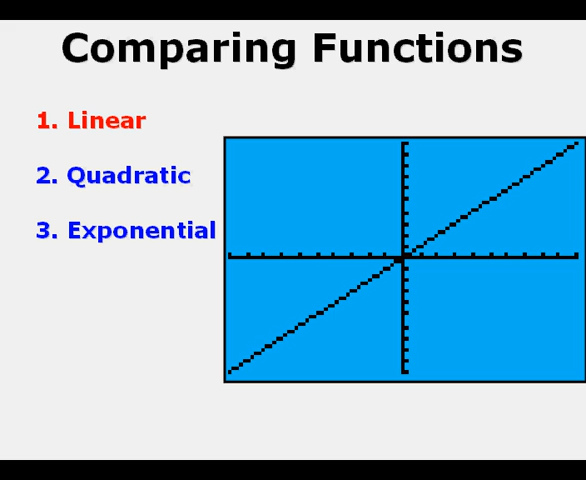 Comparing Functions
1. Linear
2. Quadratic
3. Exponential